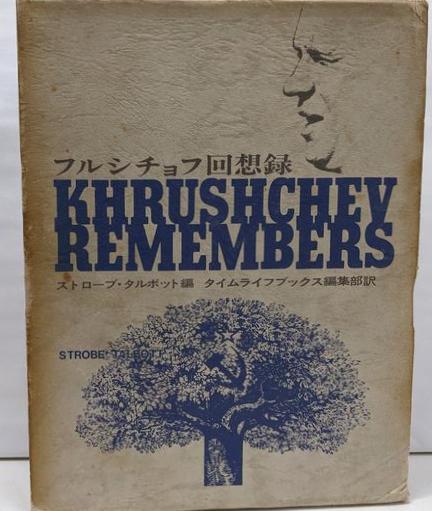 フルシチョフ回想録
KHRUSHCHEV
REMEMBERS
ストローブ・タルボット編 タイムライフブックス編集部訳
STROBE TALBOTT